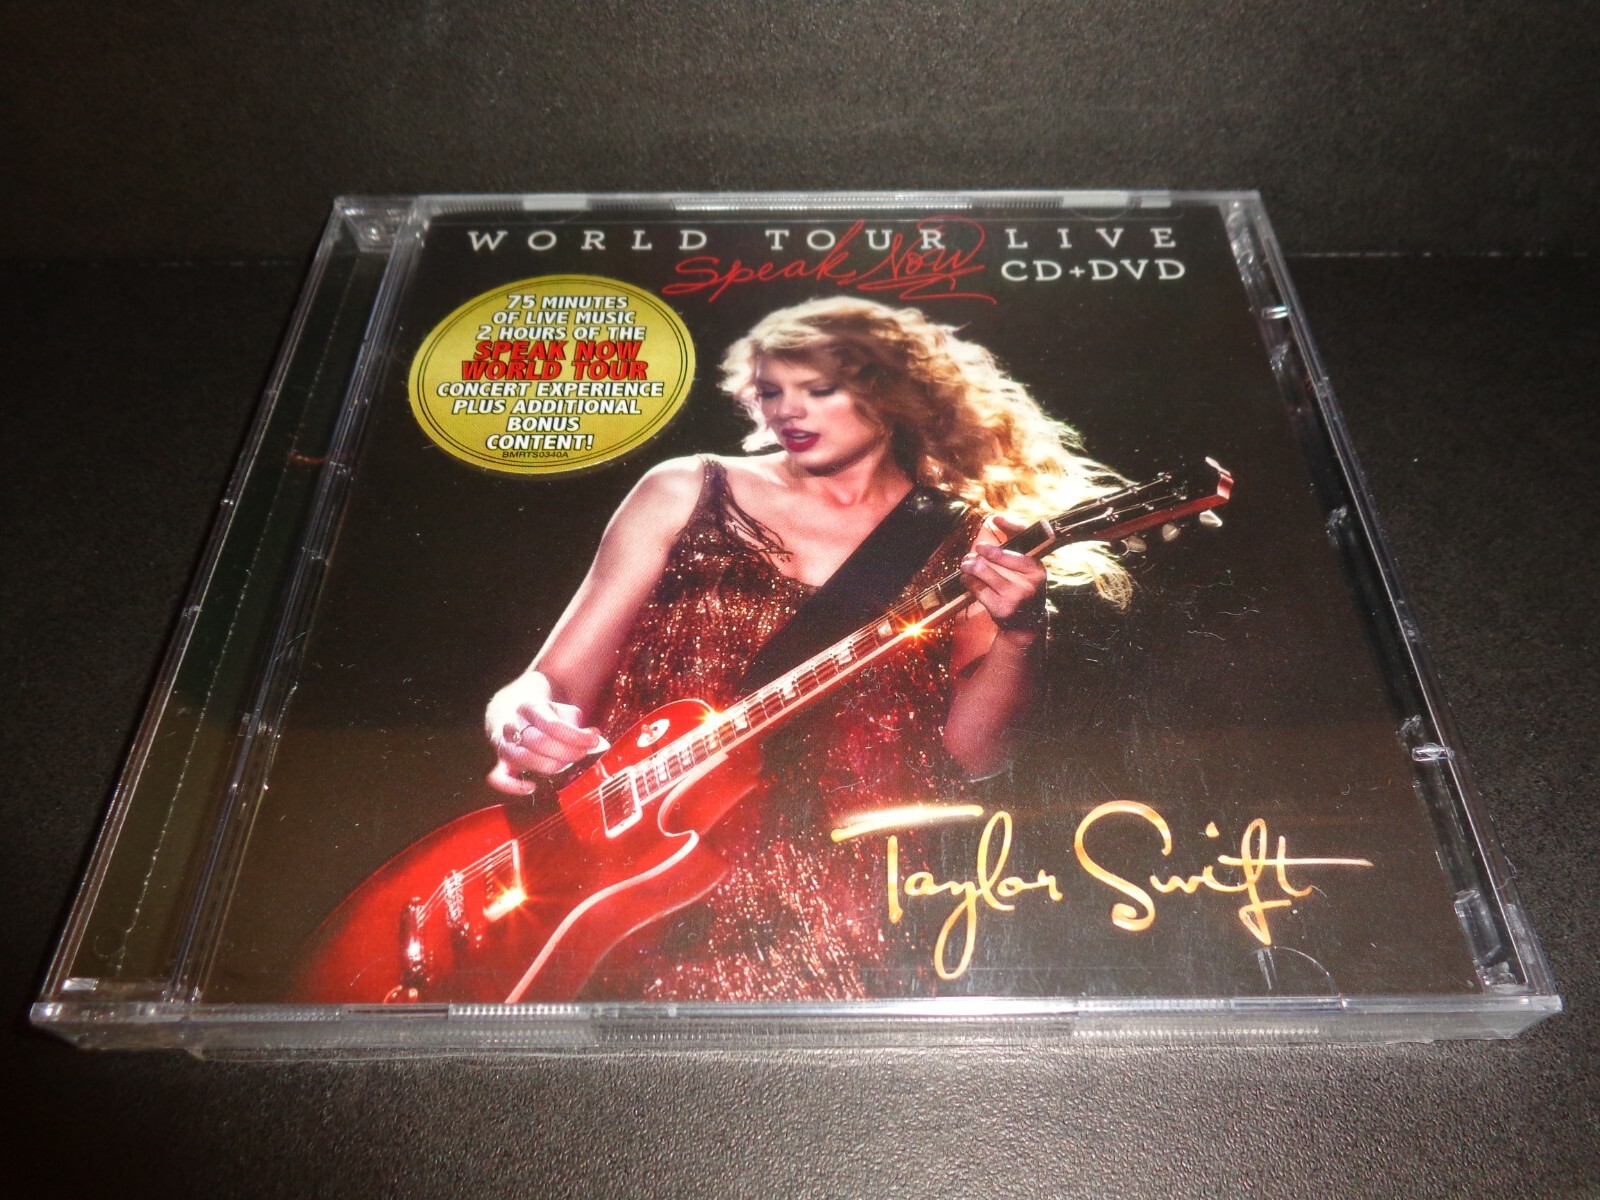 WORLD TOUR LIVE
Speak Now CD+DVD
75 MINUTES
OF LIVE MUSIC
2 HOURS OF THE
SPEAK NOW
WORLD TOUR
CONCERT EXPERIENCE
PLUS ADDITIONAL
BONUS
CONTENT!
BMRTS0340A
Taylor Swift